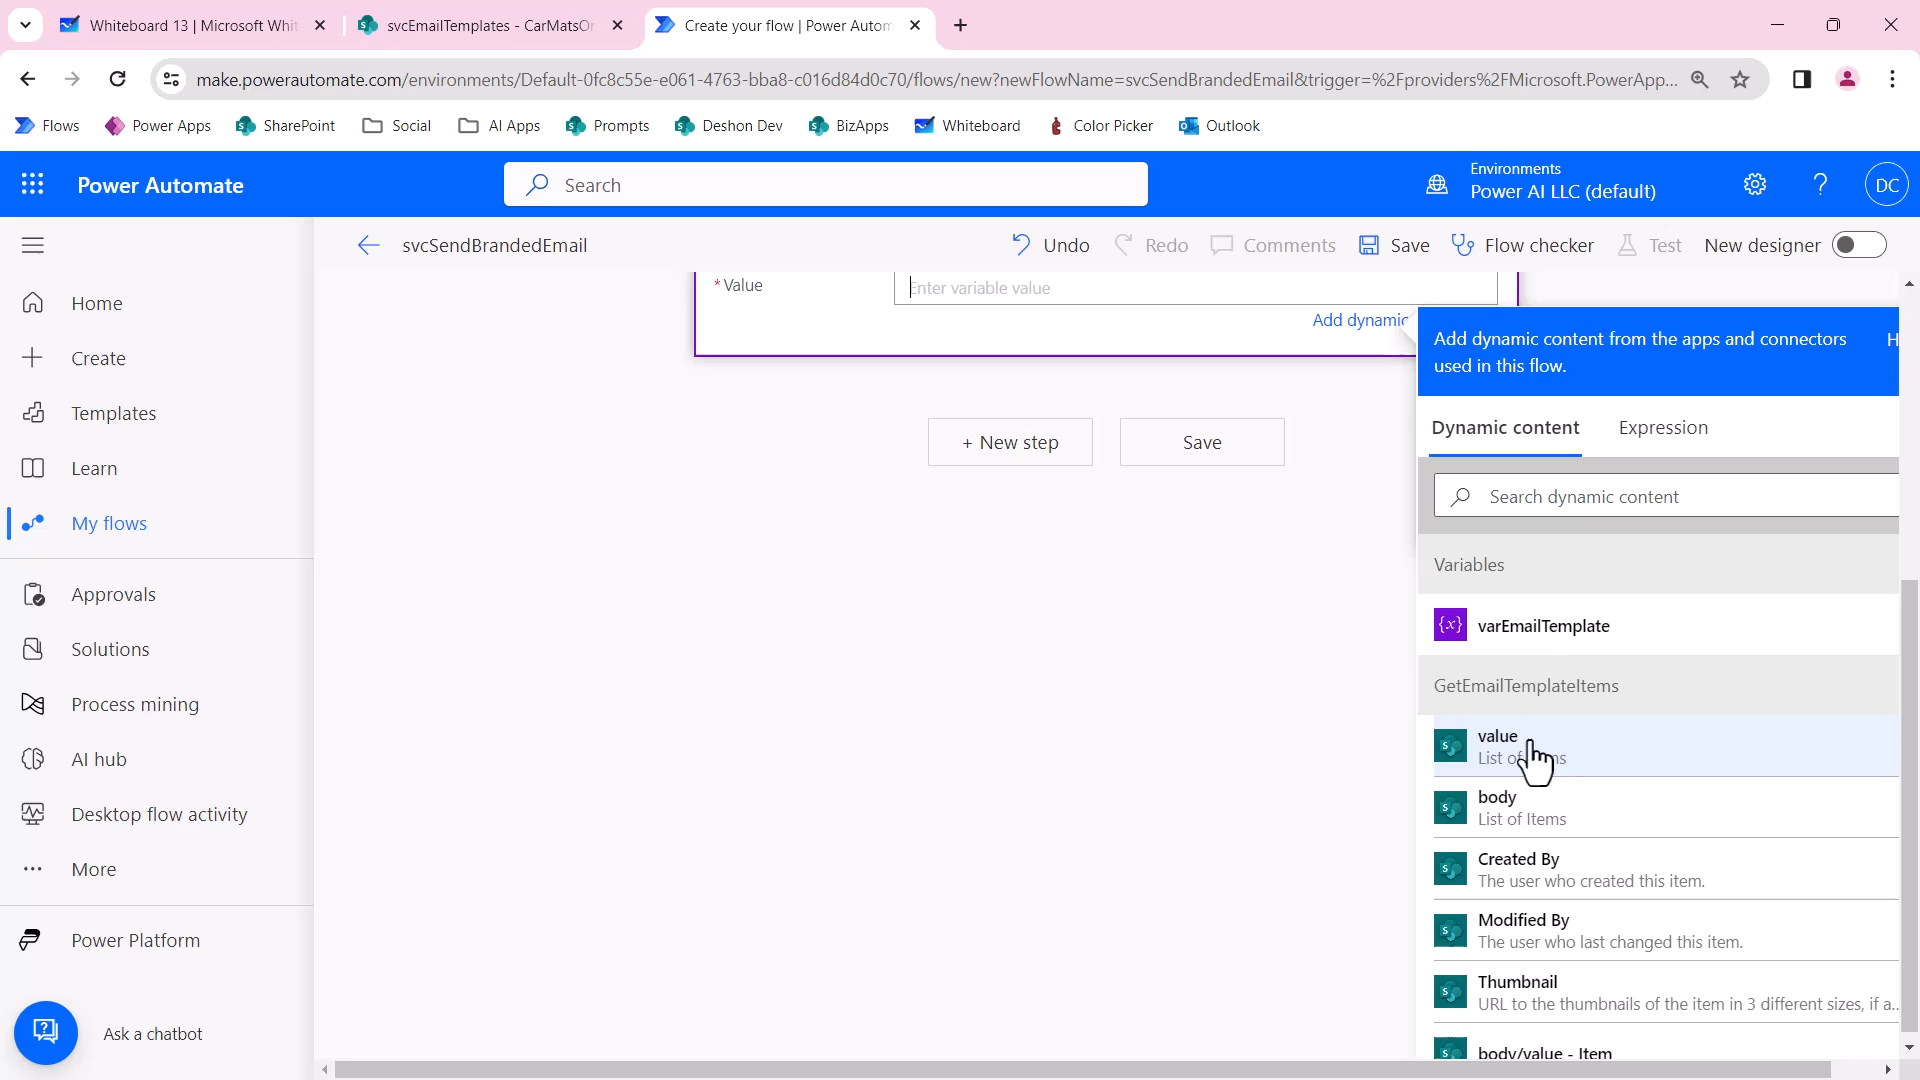 Whiteboard 13 | Microsoft Whit
svcEmailTemplates - CarMatsOr
Create your flow | Power Autom
make.powerautomate.com/environments/Default-0fc8c55e-e061-4763-bba8-c016d84d0c70/flows/new?newFlowName=svcSendBrandedEmail&trigger=%2Fproviders%2FMicrosoft.PowerApp...
Flows
Power Apps
SharePoint
Social
AI Apps
Prompts
Deshon Dev
BizApps
Whiteboard
Color Picker
Outlook
Power Automate
Search
Environments
Power AI LLC (default)
DC
svcSendBrandedEmail
Undo
Redo
Comments
Save
Flow checker
Test
New designer
Home
Create
Templates
Learn
My flows
Approvals
Solutions
Process mining
AI hub
Desktop flow activity
More
Power Platform
Ask a chatbot
* Value
Enter variable value
Add dynamic
+ New step
Save
Add dynamic content from the apps and connectors
used in this flow.
H
Dynamic content
Expression
Search dynamic content
Variables
{x}
varEmailTemplate
GetEmailTemplateItems
value
body
List of Items
Created By
The user who created this item.
Modified By
The user who last changed this item.
Thumbnail
URL to the thumbnails of the item in 3 different sizes, if a..
body/value - Item